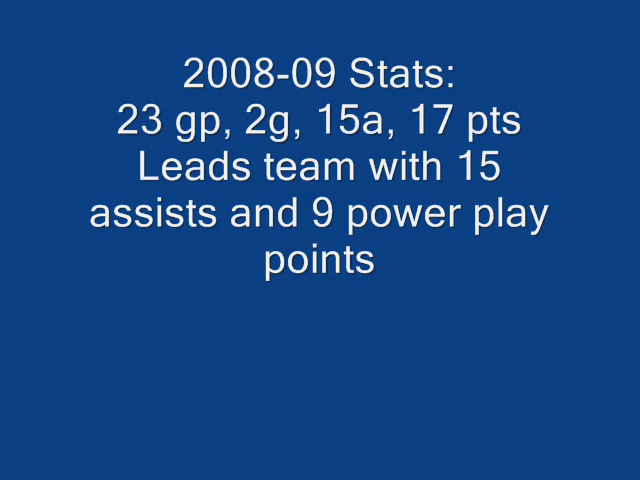 2008-09 Stats:
23 gp, 2g, 15a, 17 pts
Leads team with 15
assists and 9 power play
points